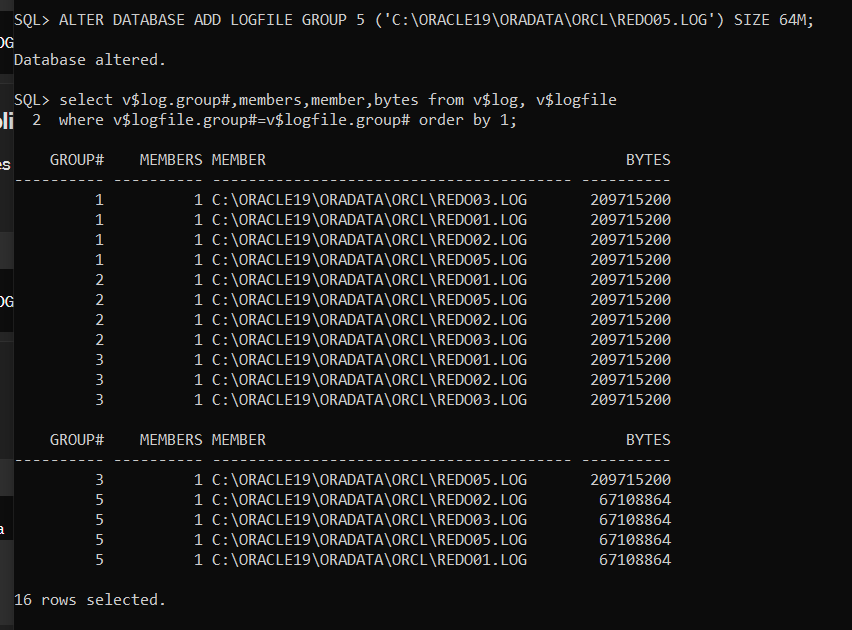 SQL> ALTER DATABASE ADD LOGFILE GROUP 5 ('C:\ORACLE19\ORADATA\ORCL\REDO05.LOG') SIZE 64M;
OG
Database altered.
SQL> select v$log.group#,members,member,bytes from v$log, v$logfile
  2  where v$logfile.group#=v$logfile.group# order by 1;
es
    GROUP#    MEMBERS MEMBER                                        BYTES
---------- ---------- ---------------------------------------- ----------
         1          1 C:\ORACLE19\ORADATA\ORCL\REDO03.LOG       209715200
         1          1 C:\ORACLE19\ORADATA\ORCL\REDO01.LOG       209715200
         1          1 C:\ORACLE19\ORADATA\ORCL\REDO02.LOG       209715200
         1          1 C:\ORACLE19\ORADATA\ORCL\REDO05.LOG       209715200
         2          1 C:\ORACLE19\ORADATA\ORCL\REDO01.LOG       209715200
         2          1 C:\ORACLE19\ORADATA\ORCL\REDO05.LOG       209715200
OG
         2          1 C:\ORACLE19\ORADATA\ORCL\REDO02.LOG       209715200
         2          1 C:\ORACLE19\ORADATA\ORCL\REDO03.LOG       209715200
         3          1 C:\ORACLE19\ORADATA\ORCL\REDO01.LOG       209715200
         3          1 C:\ORACLE19\ORADATA\ORCL\REDO02.LOG       209715200
         3          1 C:\ORACLE19\ORADATA\ORCL\REDO03.LOG       209715200
    GROUP#    MEMBERS MEMBER                                        BYTES
---------- ---------- ---------------------------------------- ----------
         3          1 C:\ORACLE19\ORADATA\ORCL\REDO05.LOG       209715200
         5          1 C:\ORACLE19\ORADATA\ORCL\REDO02.LOG        67108864
         5          1 C:\ORACLE19\ORADATA\ORCL\REDO03.LOG        67108864
a
         5          1 C:\ORACLE19\ORADATA\ORCL\REDO05.LOG        67108864
         5          1 C:\ORACLE19\ORADATA\ORCL\REDO01.LOG        67108864
16 rows selected.